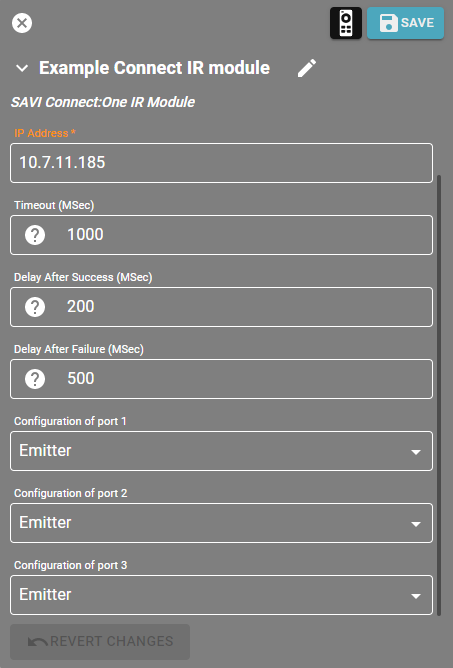 SAVE
Example Connect IR module
SAVI Connect:One IR Module
IP Address *
10.7.11.185
Timeout (MSec)
? 1000
Delay After Success (MSec)
? 200
Delay After Failure (MSec)
? 500
Configuration of port 1
Emitter
Configuration of port 2
Emitter
Configuration of port 3
Emitter
REVERT CHANGES